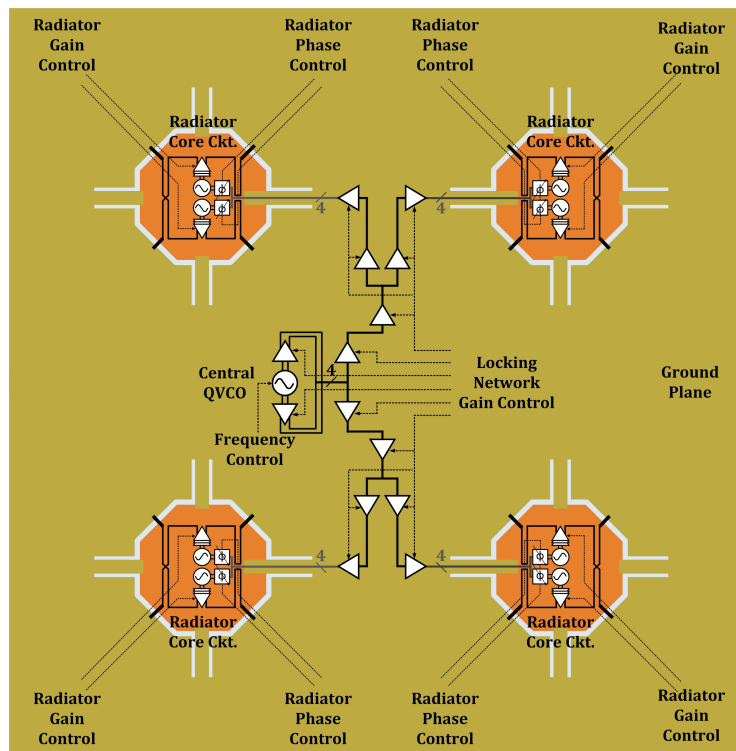 Radiator
Gain
Control
Radiator
Phase
Control
Radiator
Phase
Control
Radiator
Gain
Control
Radiator
Core Ckt.
Radiator
Core Ckt.
ϕ
ϕ
ϕ
ϕ
4
4
Central
QVCO
4
Locking
Network
Gain Control
Ground
Plane
Frequency
Control
4
4
ϕ
ϕ
ϕ
ϕ
Radiator
Core Ckt.
Radiator
Core Ckt.
Radiator
Gain
Control
Radiator
Phase
Control
Radiator
Phase
Control
Radiator
Gain
Control